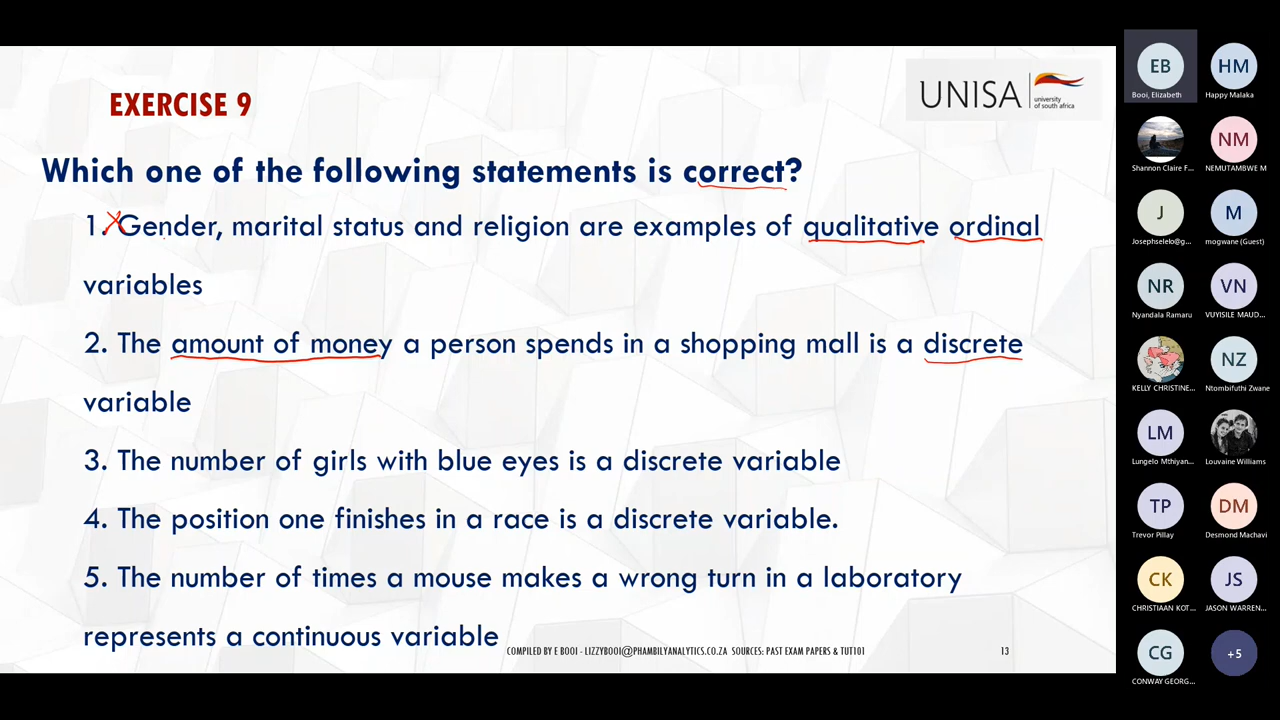 EXERCISE 9
UNISA
university
of south africa
Which one of the following statements is correct?
1. Gender, marital status and religion are examples of qualitative ordinal
variables
2. The amount of money a person spends in a shopping mall is a discrete
variable
3. The number of girls with blue eyes is a discrete variable
4. The position one finishes in a race is a discrete variable.
5. The number of times a mouse makes a wrong turn in a laboratory
represents a continuous variable
COMPILED BY E BOOI - LIZZYBOOI@PHAMBILYANALYTICS.CO.ZA SOURCES: PAST EXAM PAPERS & TUT101
13
EB
Booi, Elizabeth
HM
Happy Malaka
Shannon Claire F...
NM
NEMUTAMBWE M
J
Josephselelo@g...
M
mogwane (Guest)
NR
Nyandala Ramaru
VN
VUYISILE MAUD...
KELLY CHRISTINE...
NZ
Ntombifuthi Zwane
LM
Lungelo Mthiyan...
Louvaine Williams
TP
Trevor Pillay
DM
Desmond Machavi
CK
CHRISTIAAN KOT...
JS
JASON WARREN...
CG
CONWAY GEORG...
+5